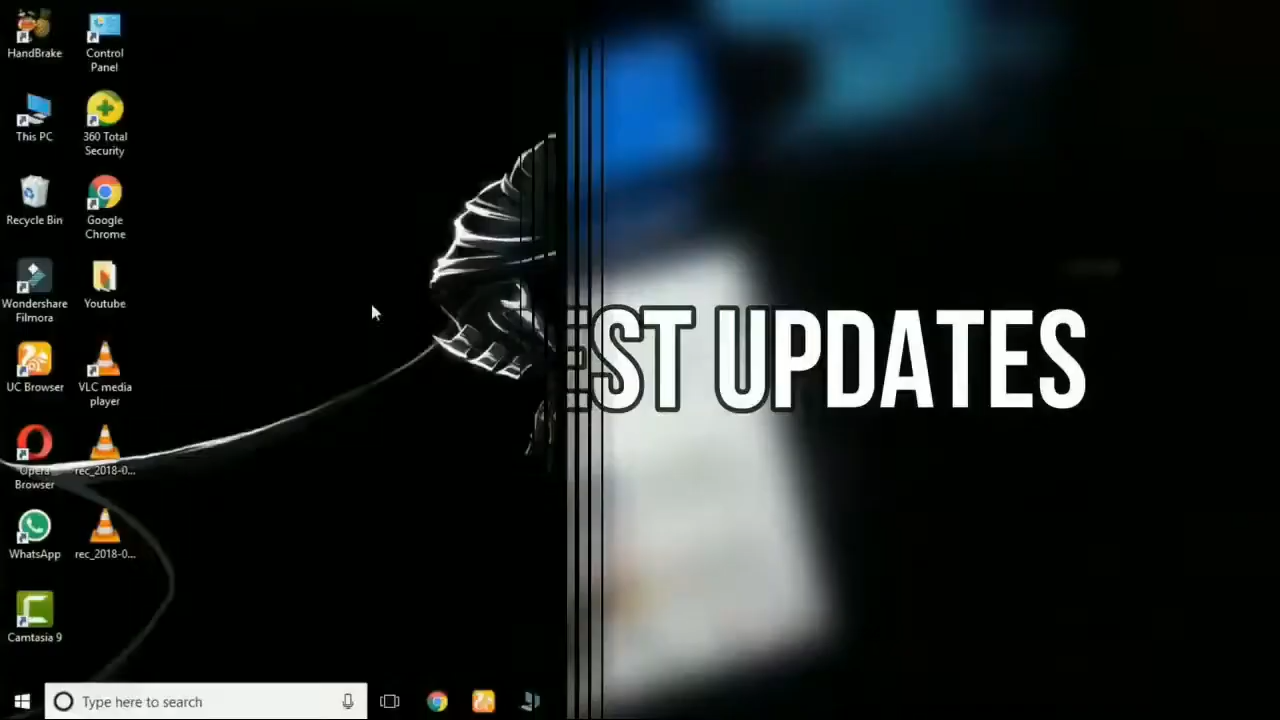 HandBrake
Control
Panel
This PC
360 Total
Security
Recycle Bin
Google
Chrome
Wondershare
Filmora
Youtube
UC Browser
VLC media
player
Opera
Browser
rec_2018-0...
WhatsApp
rec_2018-0...
Camtasia 9
EST UPDATES
Type here to search